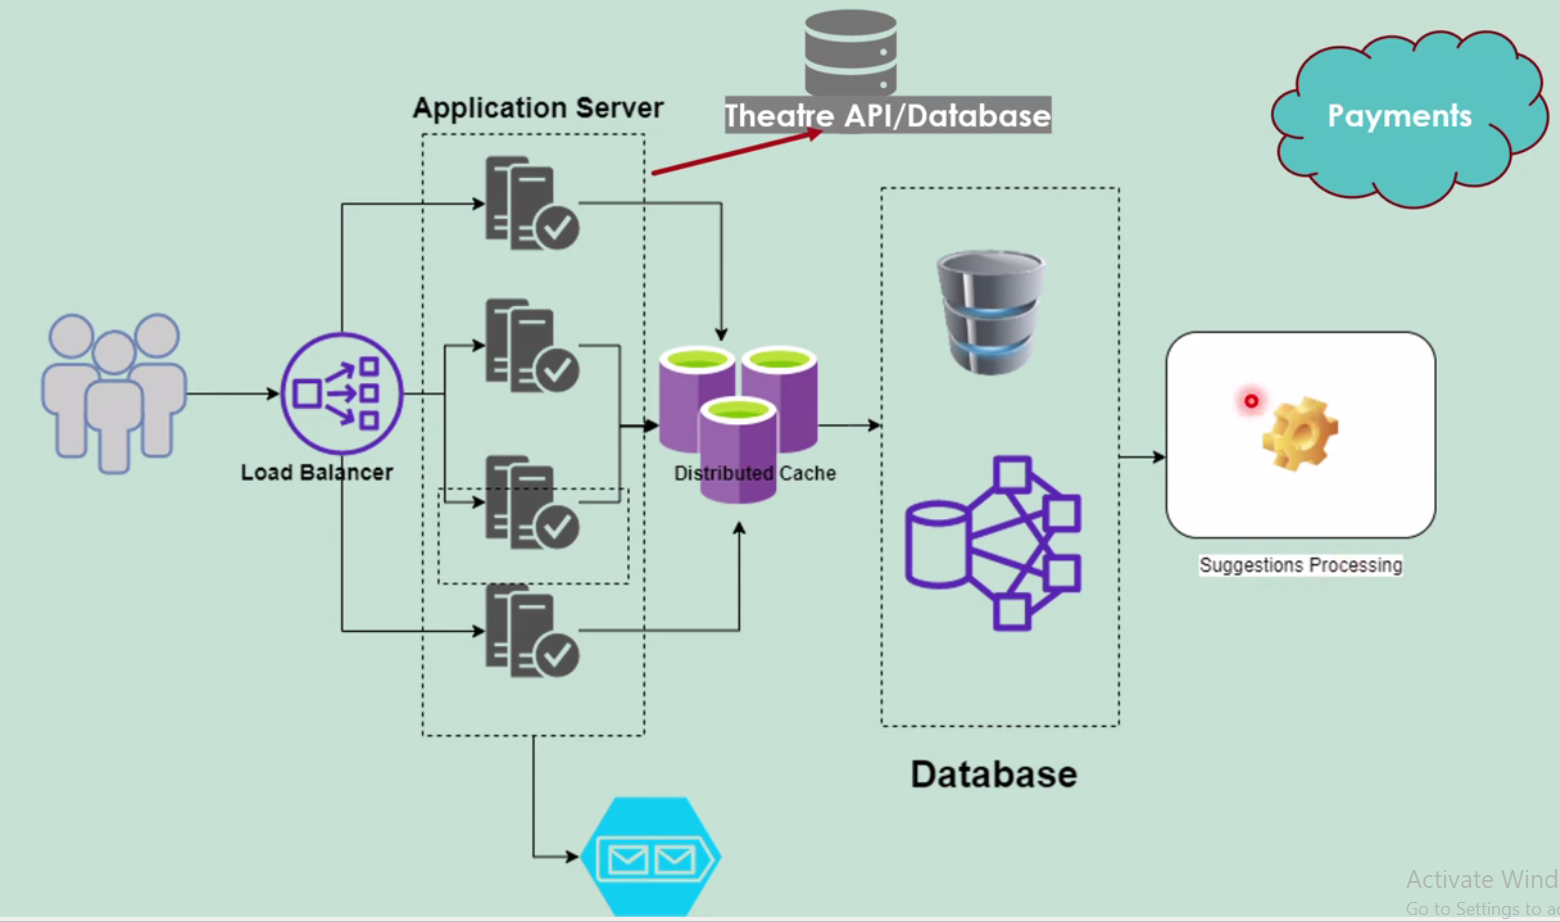 Theatre API/Database
Application Server
Payments
Load Balancer
Distributed Cache
Suggestions Processing
Database
Activate Wind
Go to Settings to a